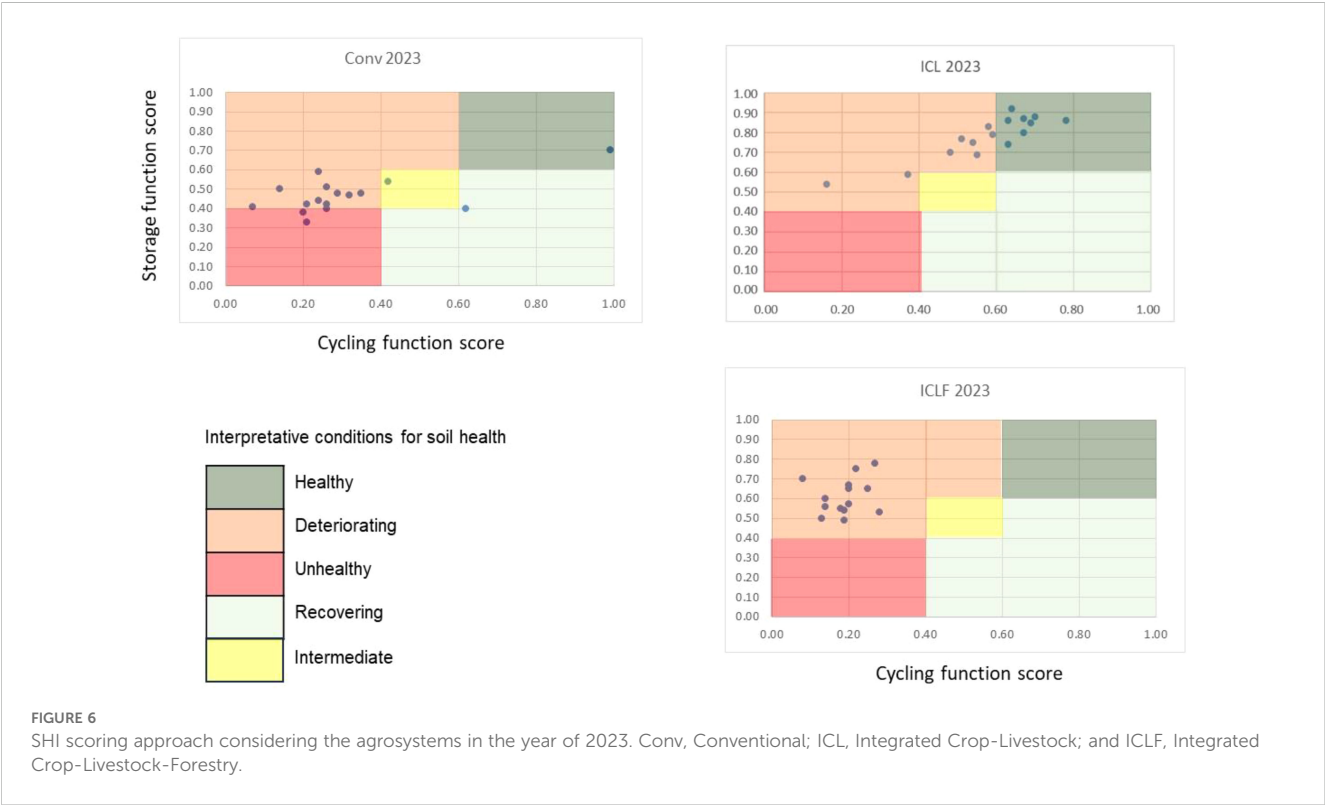 Conv 2023
Storage function score
1.00
0.90
0.80
0.70
0.60
0.50
0.40
0.30
0.20
0.10
0.00
0.00 0.20 0.40 0.60 0.80 1.00
Cycling function score
ICL 2023
1.00
0.90
0.80
0.70
0.60
0.50
0.40
0.30
0.20
0.10
0.00
0.00 0.20 0.40 0.60 0.80 1.00
Interpretative conditions for soil health
Healthy
Deteriorating
Unhealthy
Recovering
Intermediate
ICLF 2023
1.00
0.90
0.80
0.70
0.60
0.50
0.40
0.30
0.20
0.10
0.00
0.00 0.20 0.40 0.60 0.80 1.00
Cycling function score
FIGURE 6
SHI scoring approach considering the agrosystems in the year of 2023. Conv, Conventional; ICL, Integrated Crop-Livestock; and ICLF, Integrated
Crop-Livestock-Forestry.